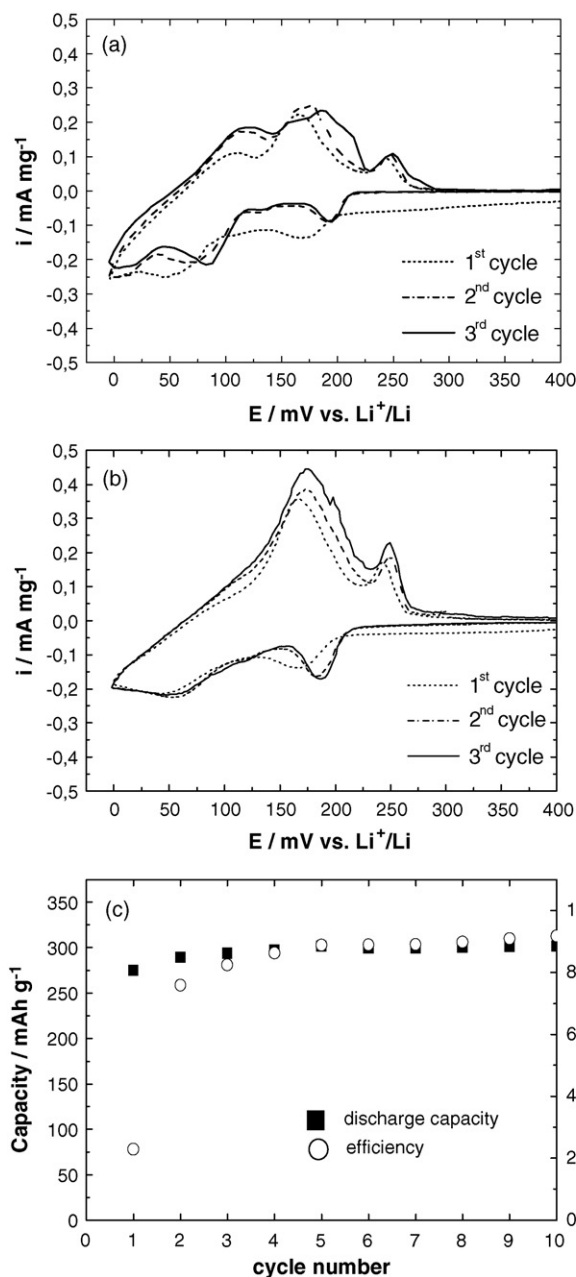 (a)
0,5
0,4
0,3
0,2
0,1
0,0
-0,1
-0,2
-0,3
-0,4
-0,5
i / mA mg⁻¹
1st cycle
2nd cycle
3rd cycle
0 50 100 150 200 250 300 350 400
E / mV vs. Li⁺/Li
(b)
0,5
0,4
0,3
0,2
0,1
0,0
-0,1
-0,2
-0,3
-0,4
-0,5
i / mA mg⁻¹
1st cycle
2nd cycle
3rd cycle
0 50 100 150 200 250 300 350 400
E / mV vs. Li⁺/Li
(c)
350
300
250
200
150
100
50
0
Capacity / mAh g⁻¹
1
8
6
4
2
0
discharge capacity
efficiency
0 1 2 3 4 5 6 7 8 9 10
cycle number